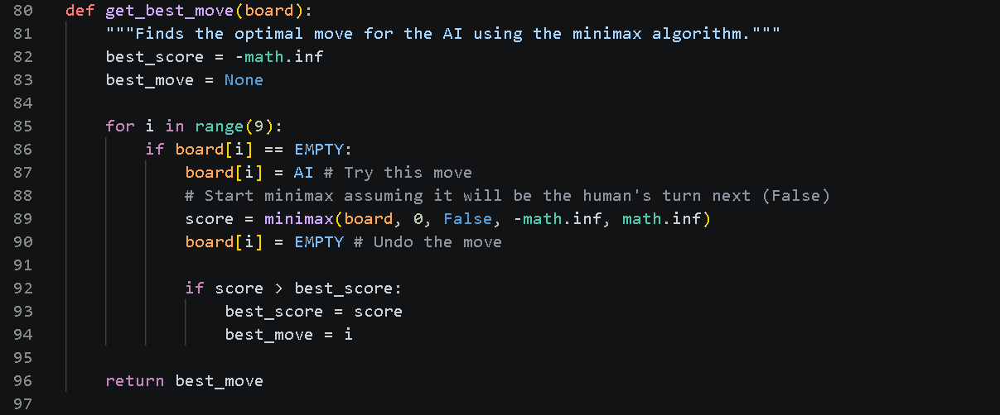 80 def get_best_move(board):
81     """Finds the optimal move for the AI using the minimax algorithm."""
82     best_score = -math.inf
83     best_move = None
84
85     for i in range(9):
86         if board[i] == EMPTY:
87             board[i] = AI # Try this move
88             # Start minimax assuming it will be the human's turn next (False)
89             score = minimax(board, 0, False, -math.inf, math.inf)
90             board[i] = EMPTY # Undo the move
91
92             if score > best_score:
93                 best_score = score
94                 best_move = i
95
96     return best_move
97